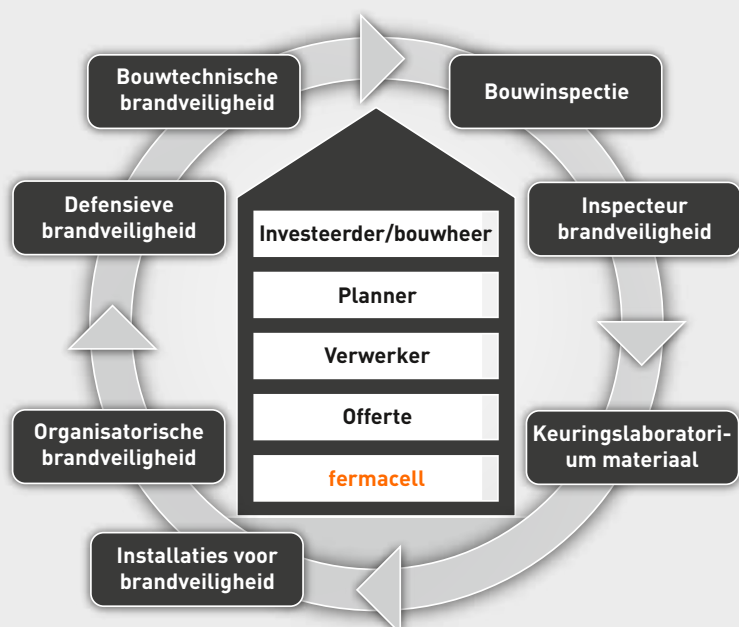 Bouwtechnische
brandveiligheid
Bouwinspectie
Defensieve
brandveiligheid
Inspecteur
brandveiligheid
Investeerder/bouwheer
Planner
Verwerker
Offerte
fermacell
Organisatorische
brandveiligheid
Keuringslaboratori-
um materiaal
Installaties voor
brandveiligheid